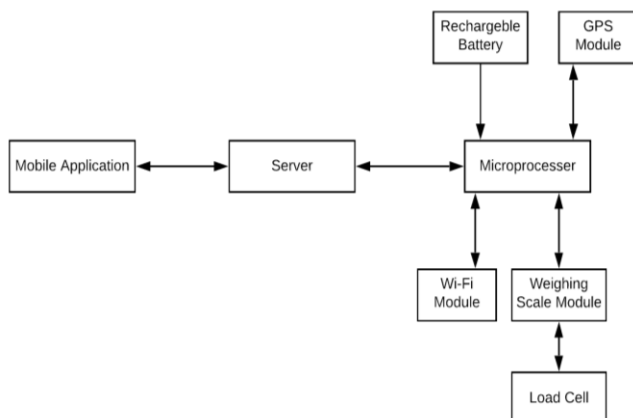 Rechargeble
Battery
GPS
Module
Mobile Application
Server
Microprocesser
Wi-Fi
Module
Weighing
Scale Module
Load Cell